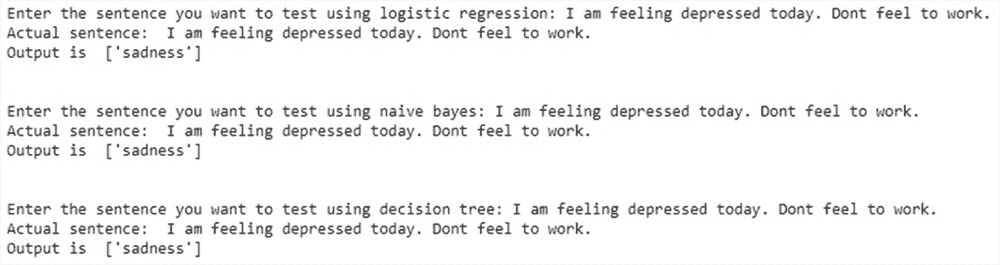 Enter the sentence you want to test using logistic regression: I am feeling depressed today. Dont feel to work.
Actual sentence:  I am feeling depressed today. Dont feel to work.
Output is  ['sadness']
Enter the sentence you want to test using naive bayes: I am feeling depressed today. Dont feel to work.
Actual sentence:  I am feeling depressed today. Dont feel to work.
Output is  ['sadness']
Enter the sentence you want to test using decision tree: I am feeling depressed today. Dont feel to work.
Actual sentence:  I am feeling depressed today. Dont feel to work.
Output is  ['sadness']